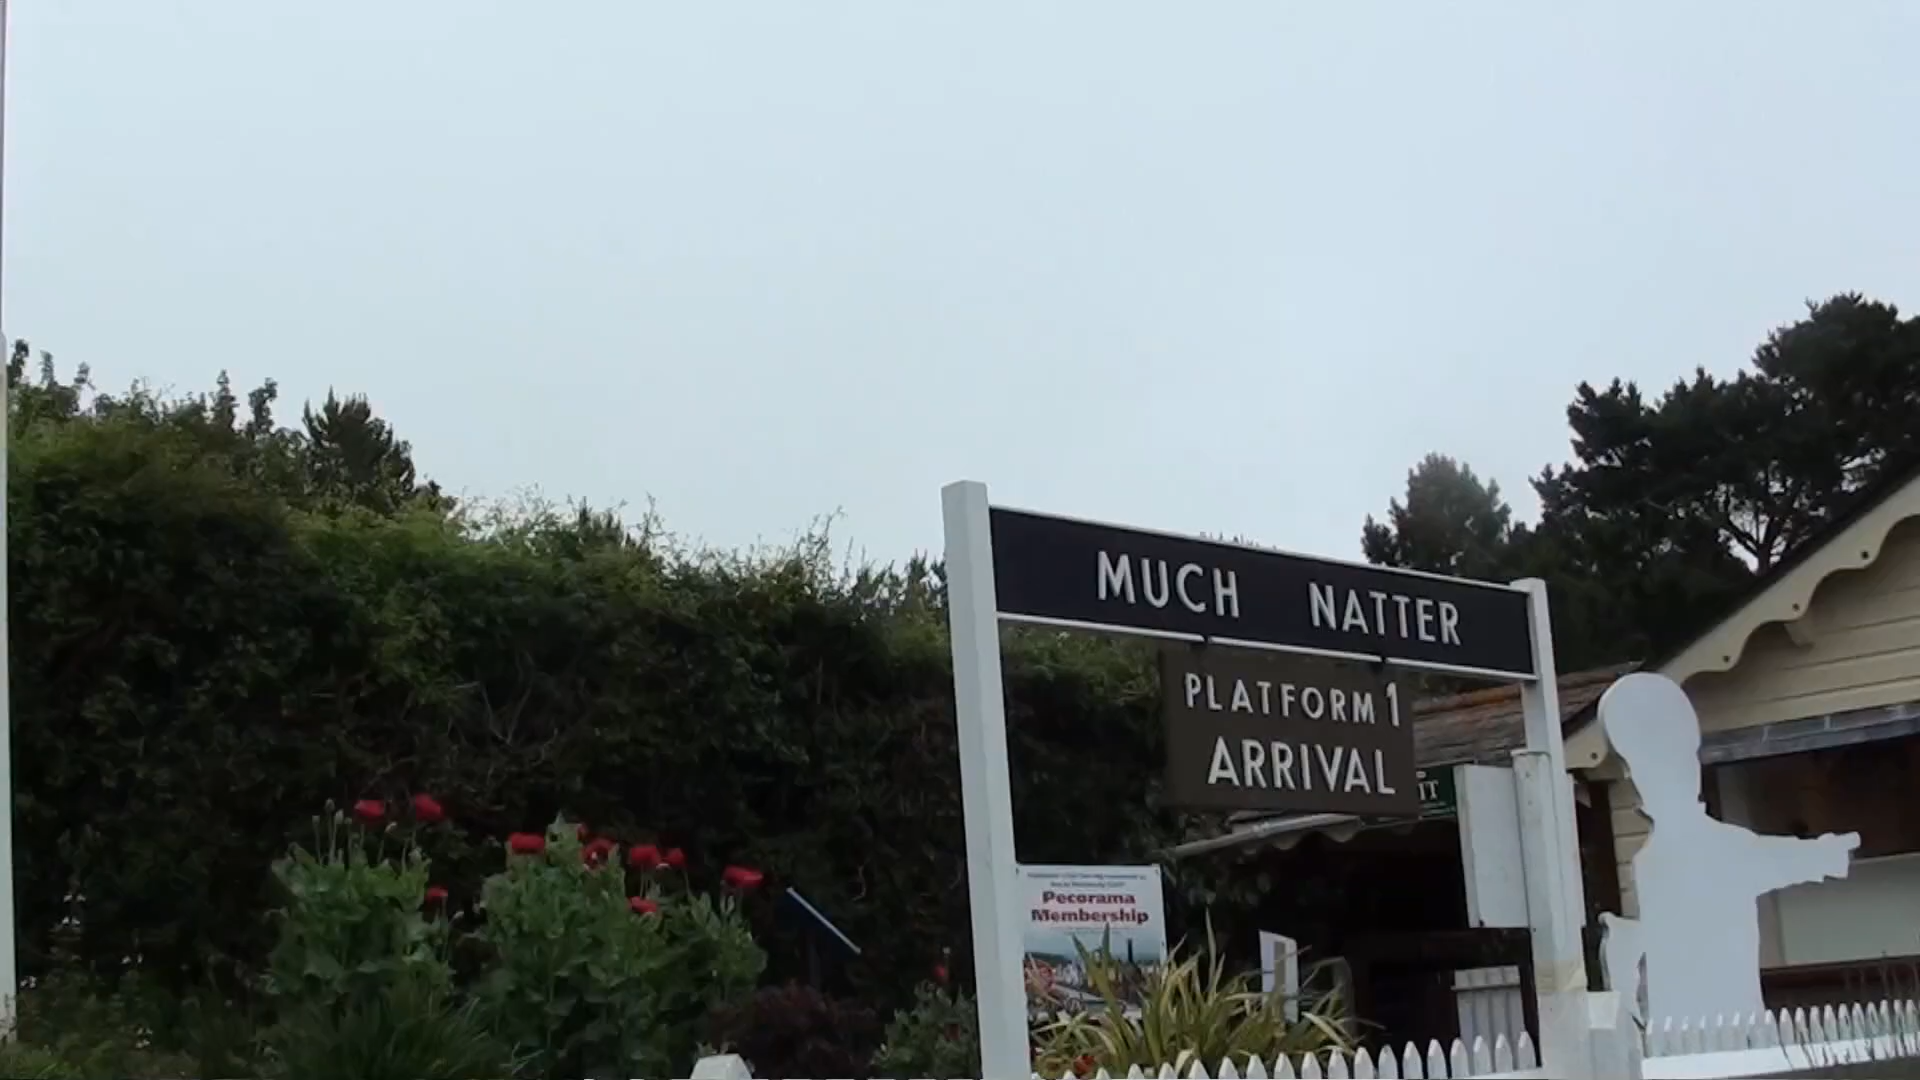 MUCH NATTER
PLATFORM 1
ARRIVAL
Pecorama
Membership